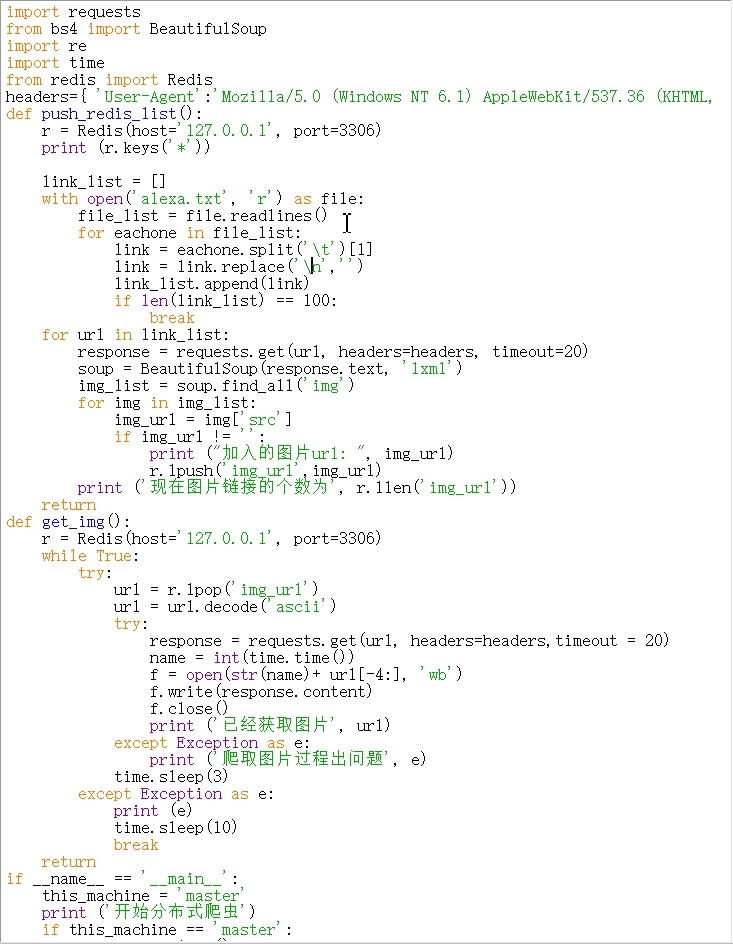 import requests
from bs4 import BeautifulSoup
import re
import time
from redis import Redis
headers={ 'User-Agent':'Mozilla/5.0 (Windows NT 6.1) AppleWebKit/537.36 (KHTML,
def push_redis_list():
    r = Redis(host='127.0.0.1', port=3306)
    print (r.keys('*'))

    link_list = []
    with open('alexa.txt', 'r') as file:
        file_list = file.readlines()
        for eachone in file_list:
            link = eachone.split('\t')[1]
            link = link.replace('\n','')
            link_list.append(link)
            if len(link_list) == 100:
                break
    for url in link_list:
        response = requests.get(url, headers=headers, timeout=20)
        soup = BeautifulSoup(response.text, 'lxml')
        img_list = soup.find_all('img')
        for img in img_list:
            img_url = img['src']
            if img_url != '':
                print ("加入的图片url: ", img_url)
                r.lpush('img_url',img_url)
        print ('现在图片链接的个数为', r.llen('img_url'))
    return
def get_img():
    r = Redis(host='127.0.0.1', port=3306)
    while True:
        try:
            url = r.lpop('img_url')
            url = url.decode('ascii')
            try:
                response = requests.get(url, headers=headers,timeout = 20)
                name = int(time.time())
                f = open(str(name)+ url[-4:], 'wb')
                f.write(response.content)
                f.close()
                print ('已经获取图片', url)
            except Exception as e:
                print ('爬取图片过程出问题', e)
            time.sleep(3)
        except Exception as e:
            print (e)
            time.sleep(10)
            break
    return
if __name__ == '__main__':
    this_machine = 'master'
    print ('开始分布式爬虫')
    if this_machine == 'master':